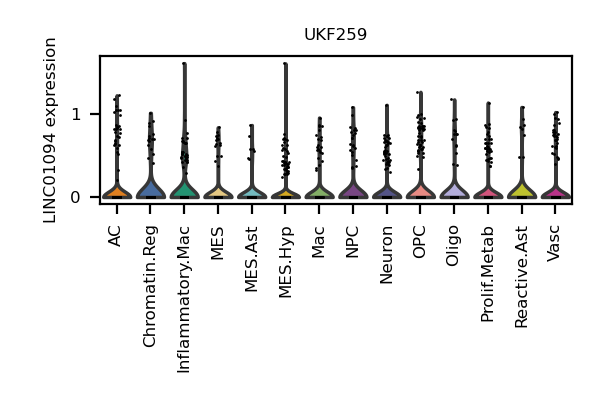 UKF259
LINC01094 expression
1
0
AC
Chromatin.Reg
Inflammatory.Mac
MES
MES.Ast
MES.Hyp
Mac
NPC
Neuron
OPC
Oligo
Prolif.Metab
Reactive.Ast
Vasc